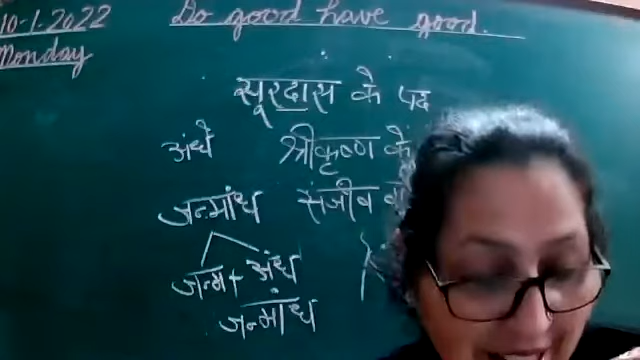 10-1-2022 Do good have good.
Monday
सूरदास के पद
अंधे श्रीकृष्ण के
जन्मांध संजीव
जन्म + अंध
जन्मांध